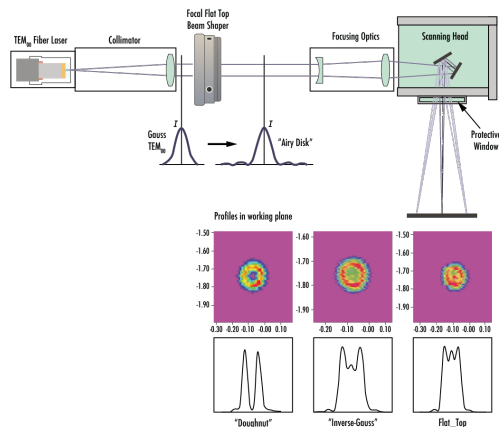 Focal Flat Top
Beam Shaper
TEM₀₀ Fiber Laser
Collimator
Focusing Optics
Scanning Head
Protective
Window
I
I
Gauss
TEM₀₀
"Airy Disk"
Profiles in working plane
-1.50
-1.60
-1.70
-1.80
-1.90
-0.30 -0.20 -0.10 -0.00 0.10
-1.60
-1.70
-1.80
-1.90
-0.20 -0.10 -0.00 0.10
-1.50
-1.60
-1.70
-1.80
-1.90
-0.20 -0.10 -0.00 0.10
"Doughnut"
"Inverse-Gauss"
Flat_Top